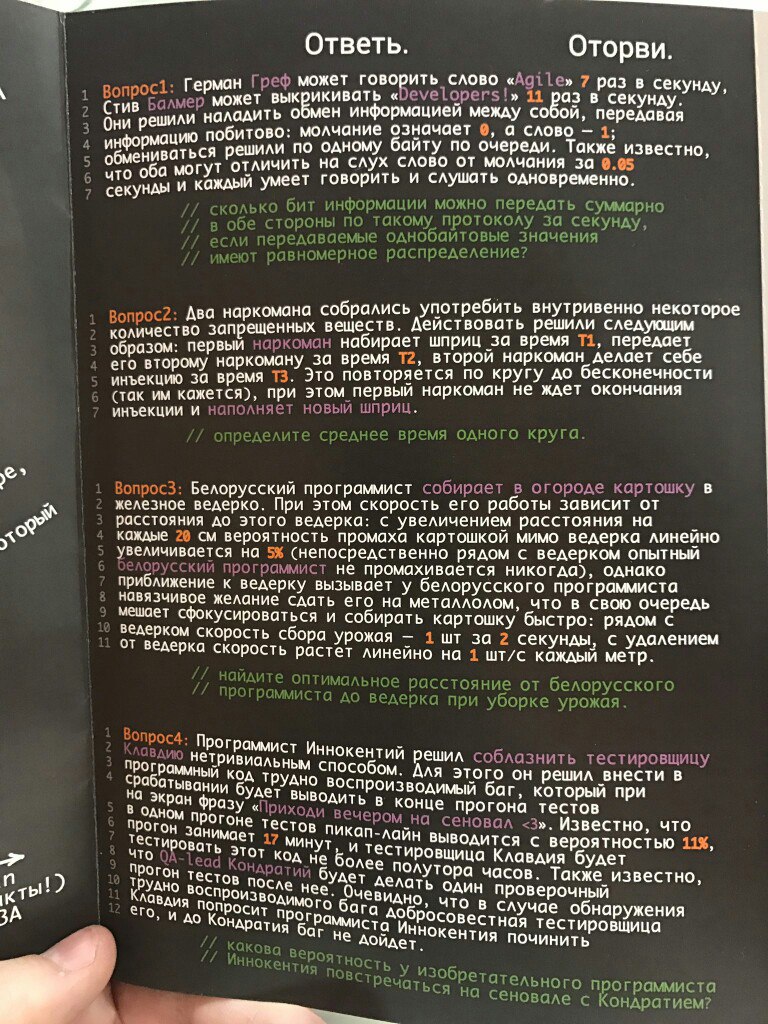 Ответь.
Оторви.
1 Вопрос1: Герман Греф может говорить слово «Agile» 7 раз в секунду,
2 Стив Балмер может выкрикивать «Developers!» 11 раз в секунду.
3 Они решили наладить обмен информацией между собой, передавая
4 информацию побитово: молчание означает 0, а слово – 1;
5 обмениваться решили по одному байту по очереди. Также известно,
6 что оба могут отличить на слух слово от молчания за 0.05
7 секунды и каждый умеет говорить и слушать одновременно.
// сколько бит информации можно передать суммарно
// в обе стороны по такому протоколу за секунду,
// если передаваемые однобайтовые значения
// имеют равномерное распределение?
1 Вопрос2: Два наркомана собрались употребить внутривенно некоторое
2 количество запрещенных веществ. Действовать решили следующим
3 образом: первый наркоман набирает шприц за время T1, передает
4 его второму наркоману за время T2, второй наркоман делает себе
5 инъекцию за время T3. Это повторяется по кругу до бесконечности
6 (так им кажется), при этом первый наркоман не ждет окончания
7 инъекции и наполняет новый шприц.
// определите среднее время одного круга.
1 Вопрос3: Белорусский программист собирает в огороде картошку в
2 железное ведерко. При этом скорость его работы зависит от
3 расстояния до этого ведерка: с увеличением расстояния на
4 каждые 20 см вероятность промаха картошкой мимо ведерка линейно
5 увеличивается на 5% (непосредственно рядом с ведерком опытный
6 белорусский программист не промахивается никогда), однако
7 приближение к ведерку вызывает у белорусского программиста
8 навязчивое желание сдать его на металлолом, что в свою очередь
9 мешает сфокусироваться и собирать картошку быстро: рядом с
10 ведерком скорость сбора урожая – 1 шт за 2 секунды, с удалением
11 от ведерка скорость растет линейно на 1 шт/с каждый метр.
// найдите оптимальное расстояние от белорусского
// программиста до ведерка при уборке урожая.
1 Вопрос4: Программист Иннокентий решил соблазнить тестировщицу
2 Клавдию нетривиальным способом. Для этого он решил внести в
3 программный код трудно воспроизводимый баг, который при
4 срабатывании будет выводить в конце прогона тестов
5 на экран фразу «Приходи вечером на сеновал <3». Известно, что
6 в одном прогоне тестов пикап-лайн выводится с вероятностью 11%,
7 прогон занимает 17 минут, и тестировщица Клавдия будет
8 тестировать этот код не более полутора часов. Также известно,
9 что QA-lead Кондратий будет делать один проверочный
10 прогон тестов после нее. Очевидно, что в случае обнаружения
11 трудно воспроизводимого бага добросовестная тестировщица
12 Клавдия попросит программиста Иннокентия починить
его, и до Кондратия баг не дойдет.
// какова вероятность у изобретательного программиста
// Иннокентия повстречаться на сеновале с Кондратием?
ре,
оторый
п
нкты!)
ЗА